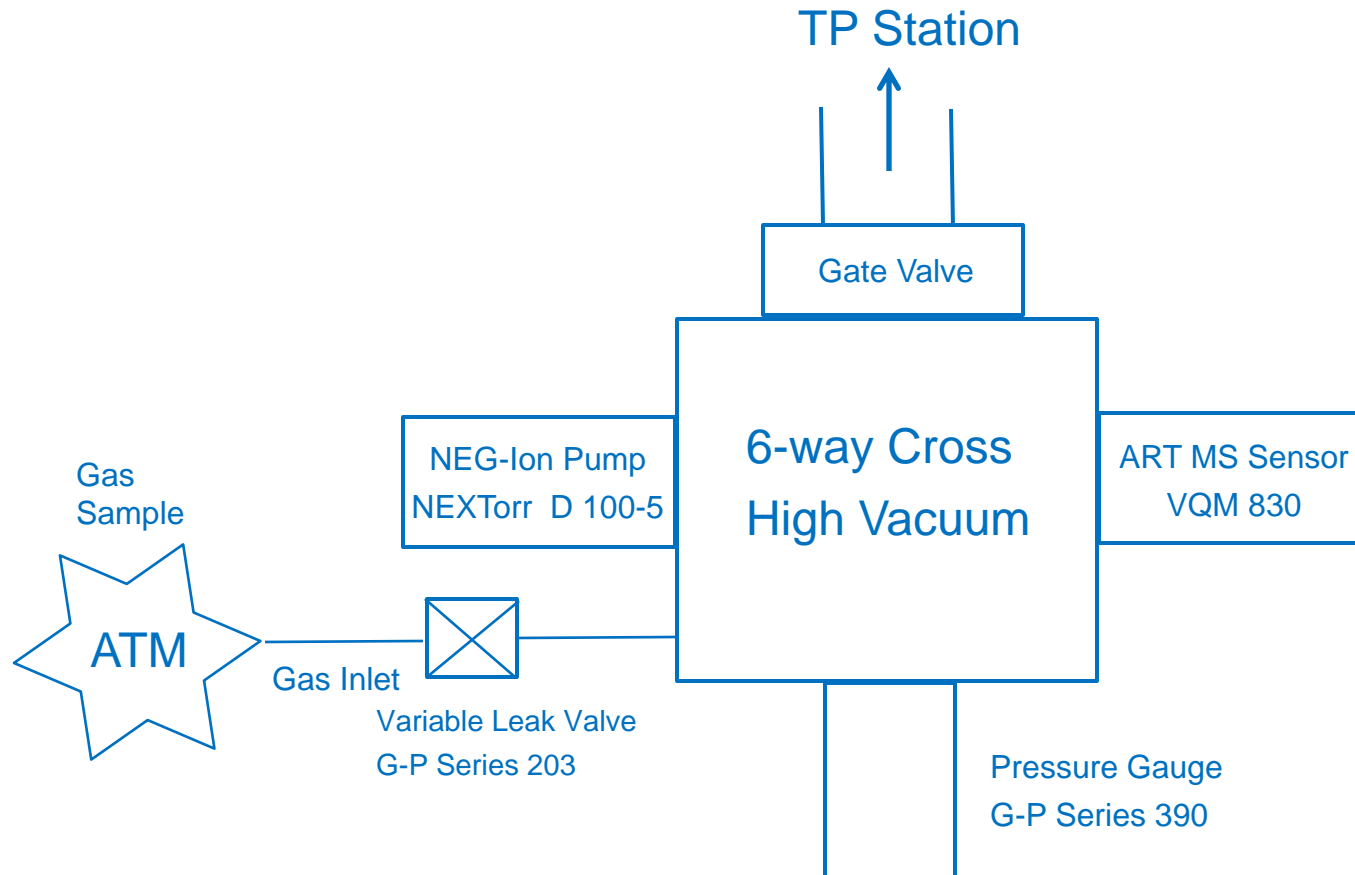 TP Station
Gate Valve
NEG-Ion Pump
NEXTorr D 100-5
6-way Cross
High Vacuum
ART MS Sensor
VQM 830
Gas
Sample
ATM
Gas Inlet
Variable Leak Valve
G-P Series 203
Pressure Gauge
G-P Series 390